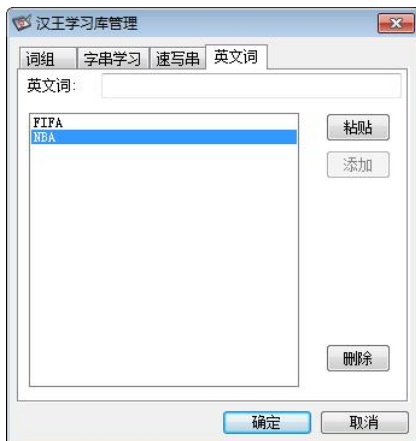 汉王学习库管理
词组 字串学习 速写串 英文词
英文词:
FIFA
NBA
粘贴
添加
删除
确定 取消